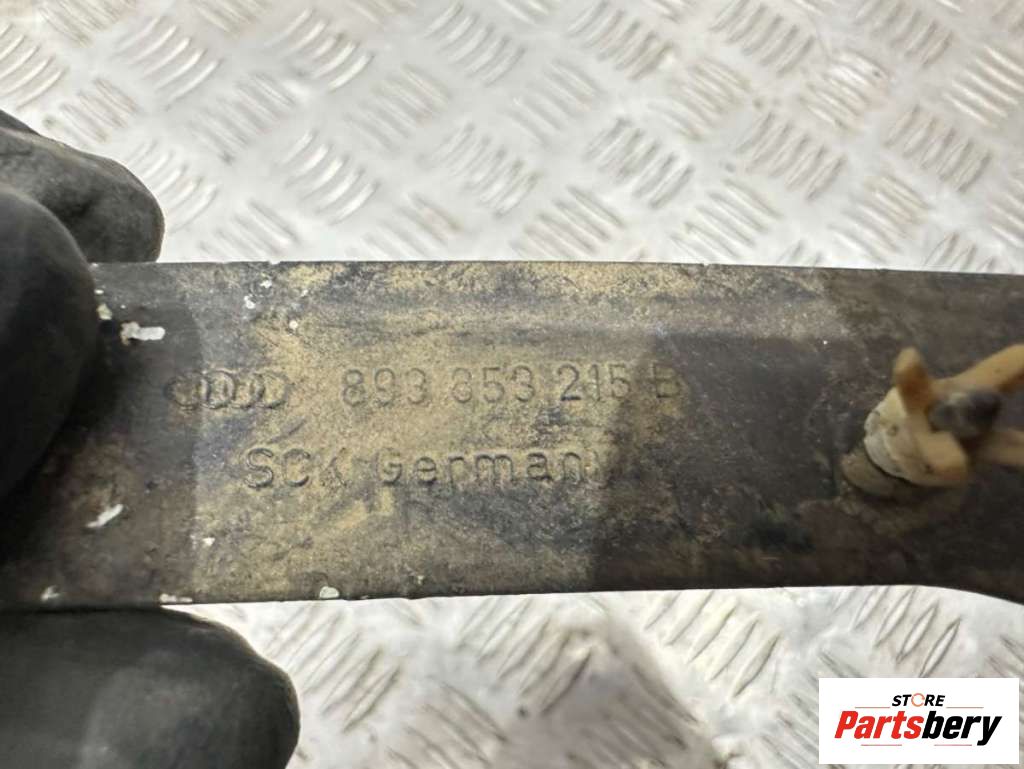 893 853 215 B
SCK Germany
STORE
Partsbery